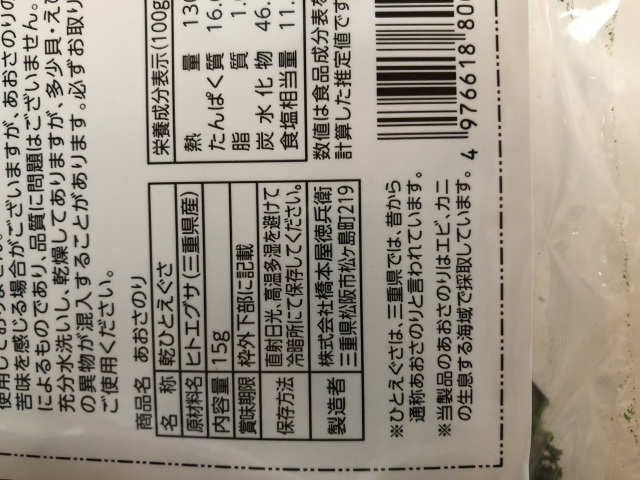 使用しておりません。
苦味を感じる場合がございますが、あおさのりの
によるものであり、品質に問題はございません。
充分水洗いし、乾燥してありますが、多少貝・えび
の異物が混入することがあります。必ずお取り
ご使用ください。
商品名 あおさのり
名称 乾ひとえぐさ
原材料名 ヒトエグサ(三重県産)
内容量 15g
賞味期限 枠外下部に記載
保存方法 直射日光、高温多湿を避けて
冷暗所にて保存してください。
製造者 株式会社橋本屋徳兵衛
三重県松阪市松ヶ島町219
※ひとえぐさは、三重県では、昔から
通称あおさのりと言われています。
※当製品のあおさのりはエビ、カニ
の生息する海域で採取しています。
栄養成分表示(100g
熱量 130
たんぱく質 16.
脂質 1.
炭水化物 46.
食塩相当量 11.
数値は食品成分表を
計算した推定値です
4 976618 80